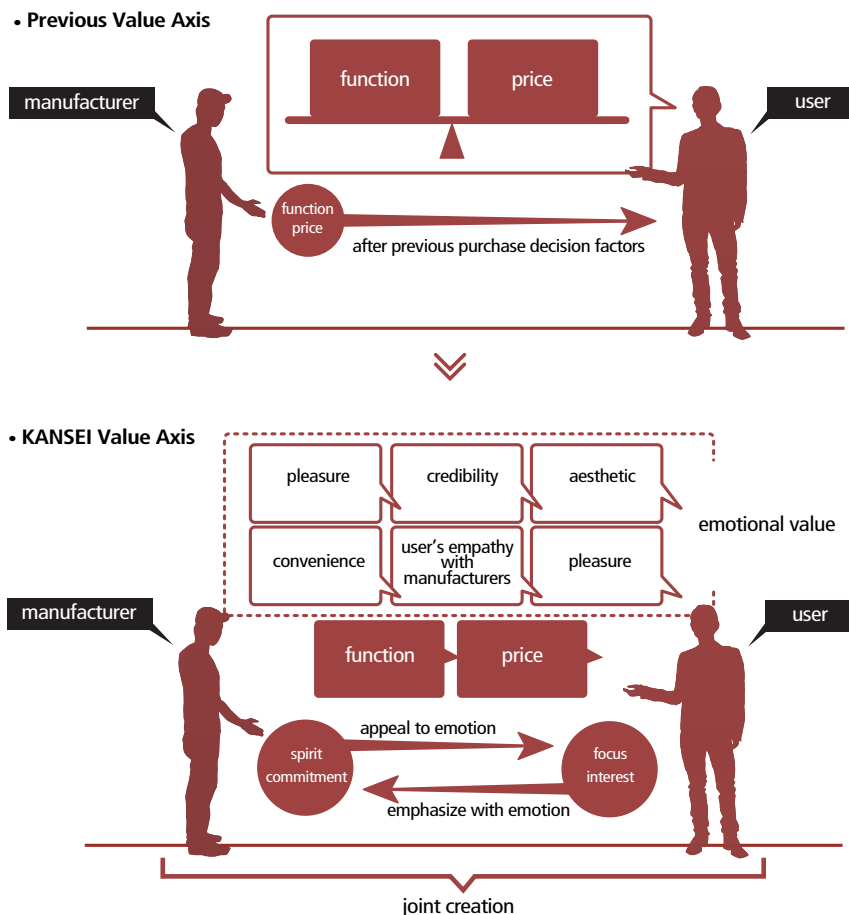 • Previous Value Axis
function
price
manufacturer
user
function
price
after previous purchase decision factors
• KANSEI Value Axis
pleasure
credibility
aesthetic
emotional value
convenience
user's empathy
with
manufacturers
pleasure
manufacturer
user
function
price
appeal to emotion
spirit
commitment
focus
interest
emphasize with emotion
joint creation